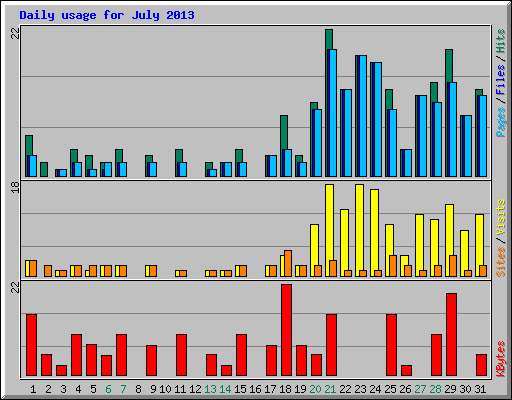 Daily usage for July 2013
22
Pages / Files / Hits
18
Sites / Visits
22
KBytes
1 2 3 4 5 6 7 8 9 10 11 12 13 14 15 16 17 18 19 20 21 22 23 24 25 26 27 28 29 30 31